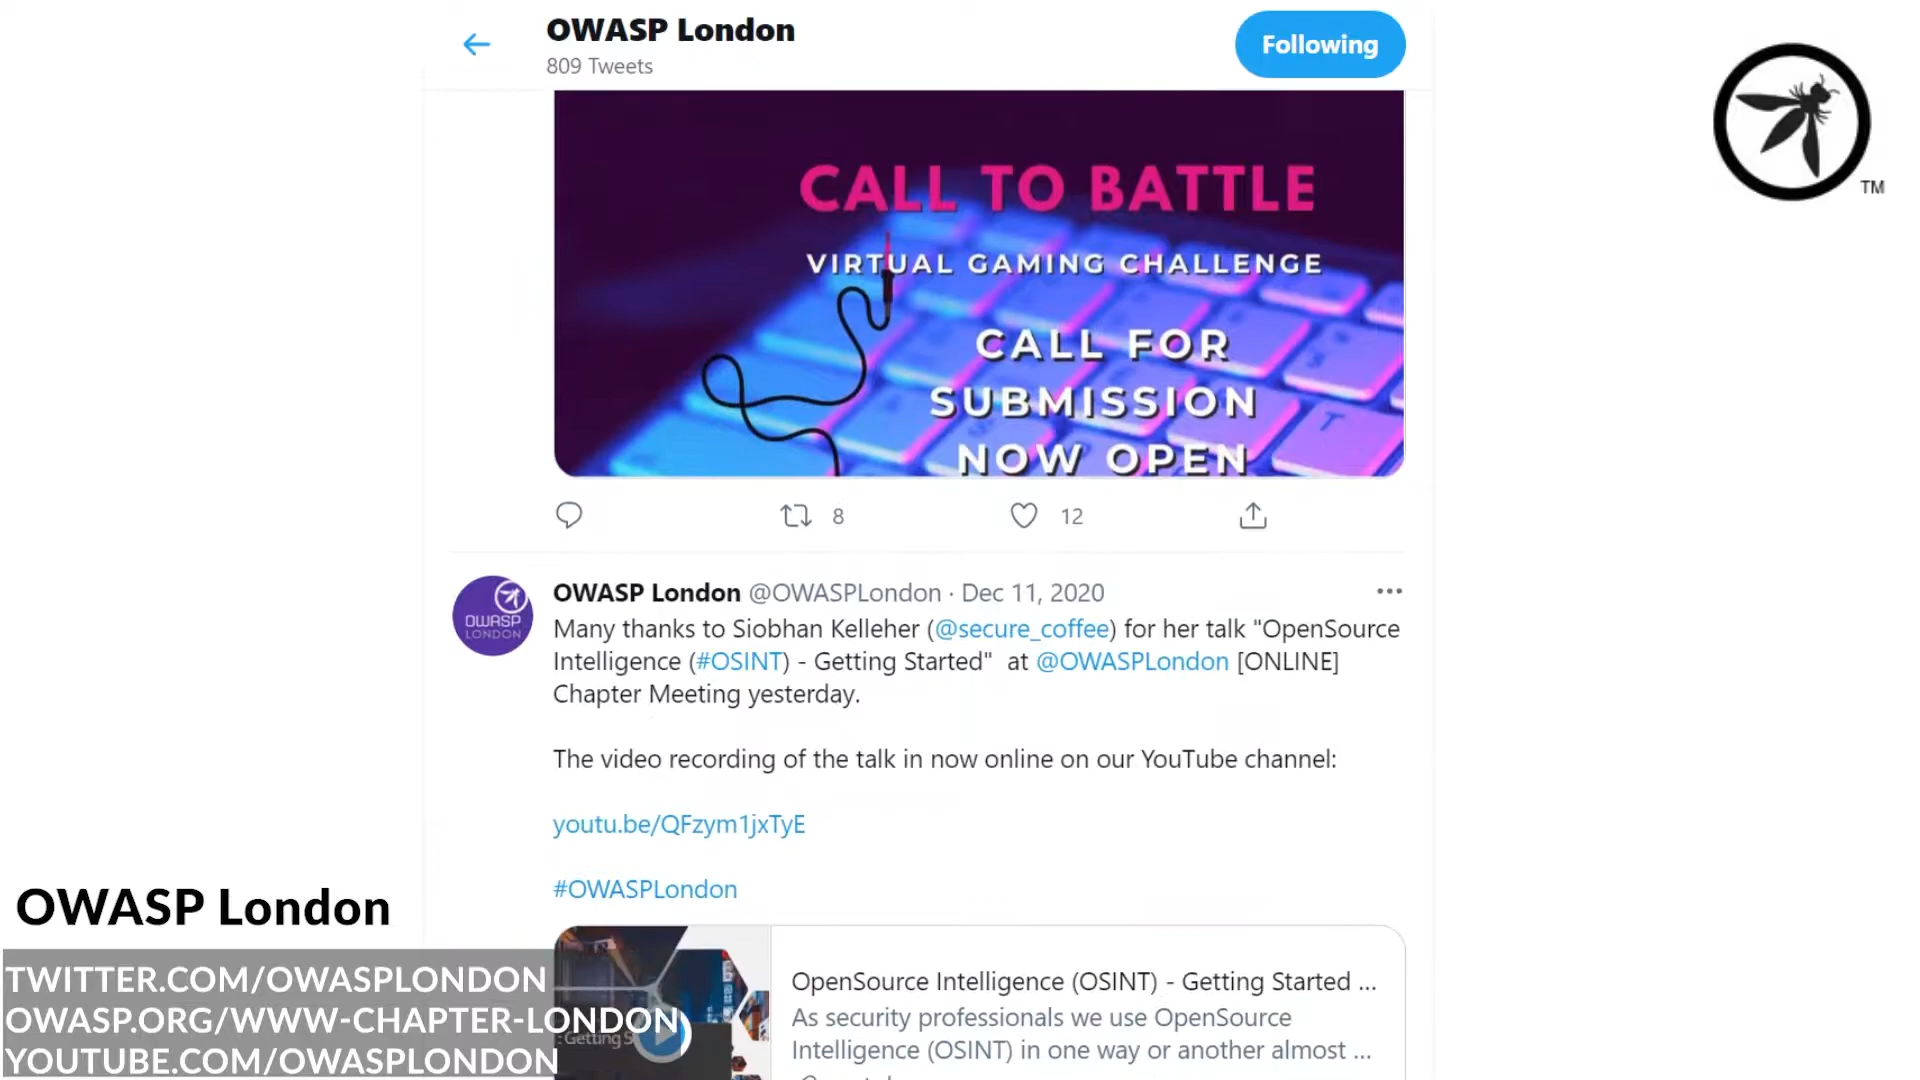 OWASP London
809 Tweets
Following
TM
CALL TO BATTLE
VIRTUAL GAMING CHALLENGE
CALL FOR
SUBMISSION
NOW OPEN
8
12
OWASP
LONDON
OWASP London @OWASPLondon · Dec 11, 2020
Many thanks to Siobhan Kelleher (@secure_coffee) for her talk "OpenSource
Intelligence (#OSINT) - Getting Started" at @OWASPLondon [ONLINE]
Chapter Meeting yesterday.
The video recording of the talk in now online on our YouTube channel:
youtu.be/QFzym1jxTyE
#OWASPLondon
OpenSource Intelligence (OSINT) - Getting Started ...
As security professionals we use OpenSource
Intelligence (OSINT) in one way or another almost ...
OWASP London
TWITTER.COM/OWASPLONDON
OWASP.ORG/WWW-CHAPTER-LONDON
YOUTUBE.COM/OWASPLONDON